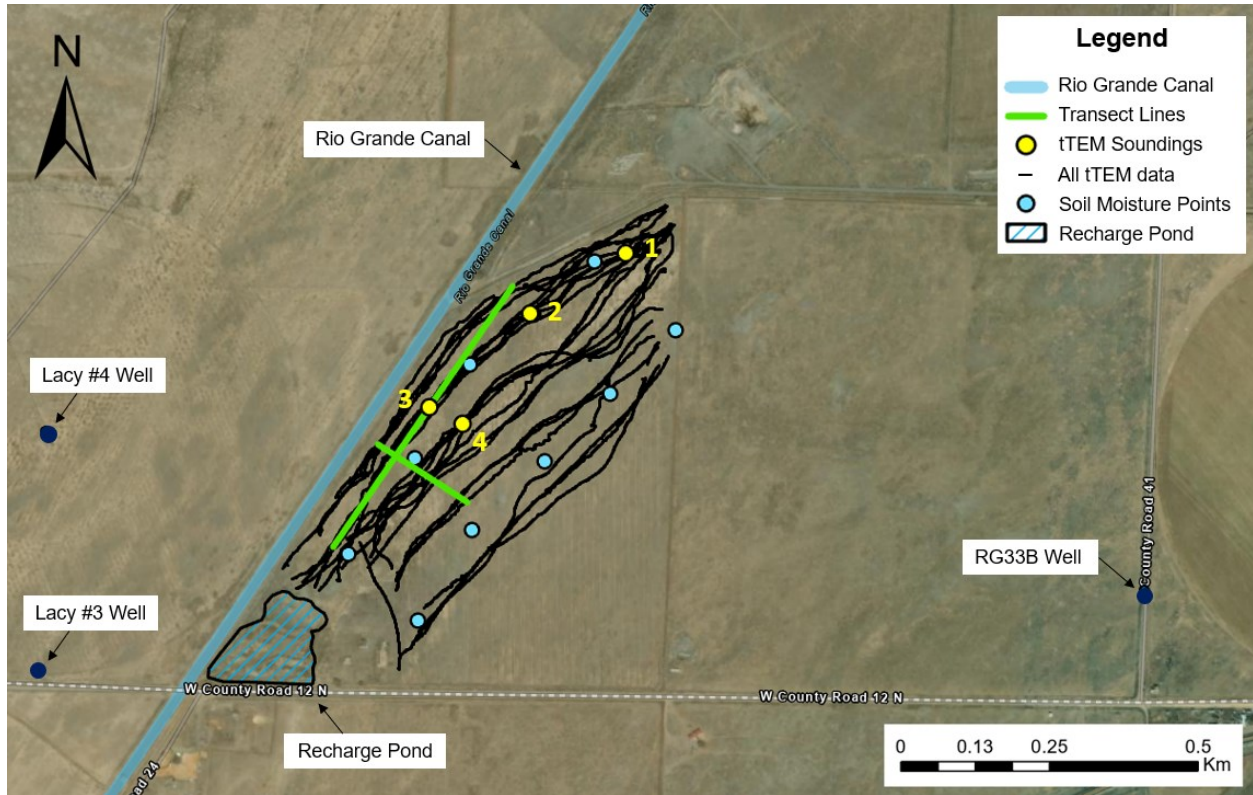 N
Legend
Rio Grande Canal
Transect Lines
tTEM Soundings
All tTEM data
Soil Moisture Points
Recharge Pond
Rio Grande Canal
Rio Grande Canal
1
2
3
4
Lacy #4 Well
Lacy #3 Well
RG33B Well
County Road 41
W County Road 12 N
W County Road 12 N
Recharge Pond
0
0.13
0.25
0.5
Km